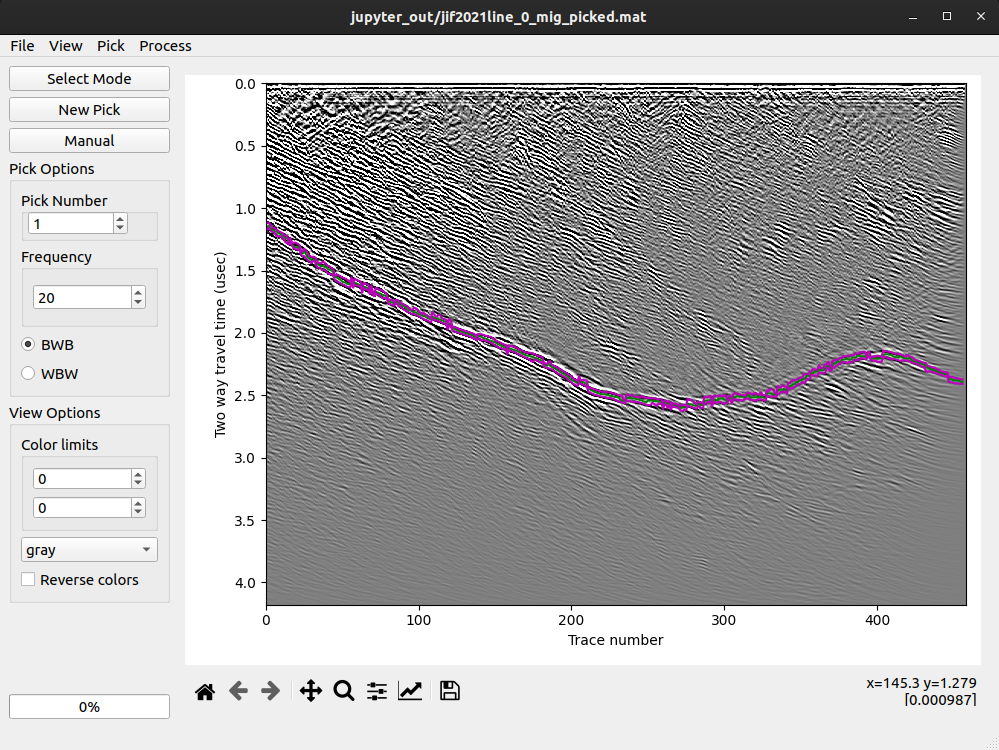 jupyter_out/jif2021line_0_mig_picked.mat
File View Pick Process
Select Mode
New Pick
Manual
Pick Options
Pick Number
1
Frequency
20
BWB
WBW
View Options
Color limits
0
0
gray
Reverse colors
0%
Two way travel time (usec)
0.0
0.5
1.0
1.5
2.0
2.5
3.0
3.5
4.0
0 100 200 300 400
Trace number
x=145.3 y=1.279
[0.000987]